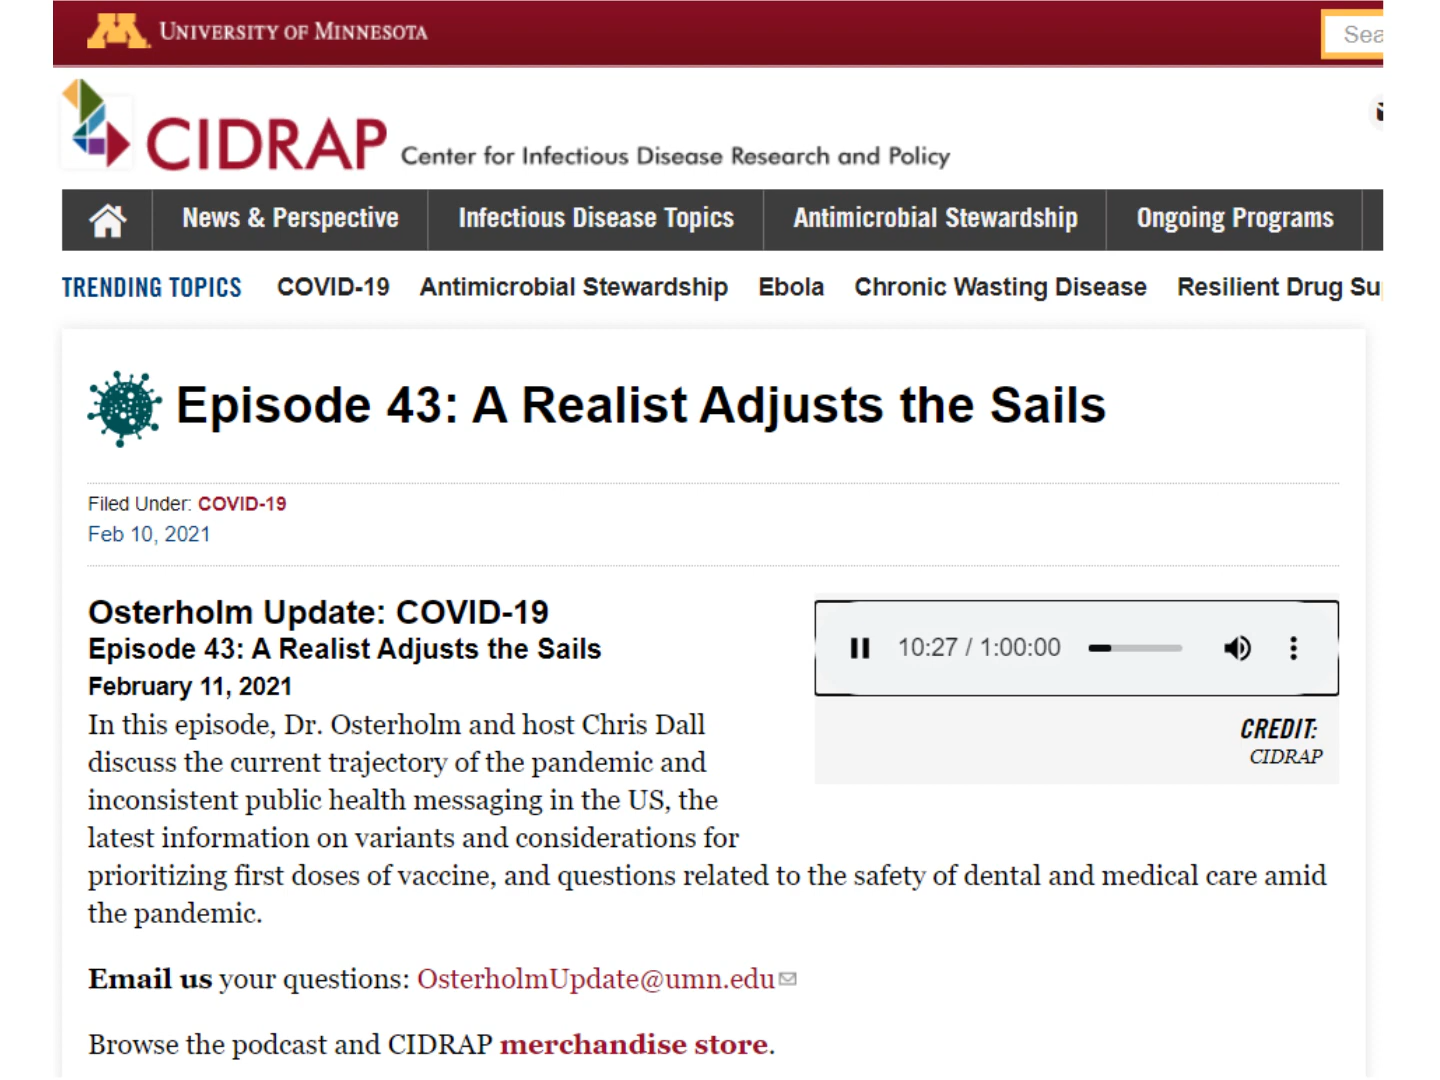 UNIVERSITY OF MINNESOTA
Sea
CIDRAP Center for Infectious Disease Research and Policy
News & Perspective Infectious Disease Topics Antimicrobial Stewardship Ongoing Programs
TRENDING TOPICS COVID-19 Antimicrobial Stewardship Ebola Chronic Wasting Disease Resilient Drug Su
Episode 43: A Realist Adjusts the Sails
Filed Under: COVID-19
Feb 10, 2021
Osterholm Update: COVID-19
Episode 43: A Realist Adjusts the Sails
February 11, 2021
10:27 / 1:00:00
CREDIT:
CIDRAP
In this episode, Dr. Osterholm and host Chris Dall
discuss the current trajectory of the pandemic and
inconsistent public health messaging in the US, the
latest information on variants and considerations for
prioritizing first doses of vaccine, and questions related to the safety of dental and medical care amid
the pandemic.
Email us your questions: OsterholmUpdate@umn.edu
Browse the podcast and CIDRAP merchandise store.